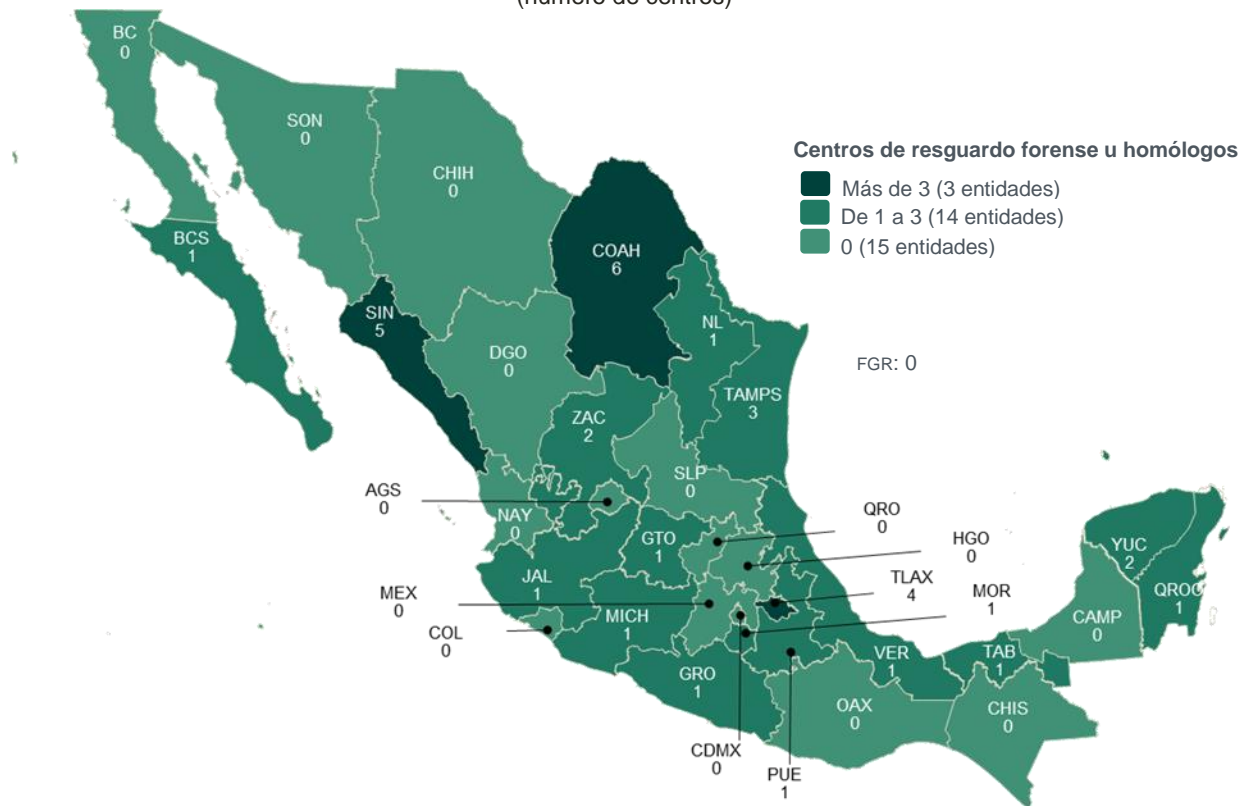 (número de centros)
BC
0
SON
0
CHIH
0
Centros de resguardo forense u homólogos
Más de 3 (3 entidades)
De 1 a 3 (14 entidades)
0 (15 entidades)
BCS
1
COAH
6
SIN
5
NL
1
DGO
0
FGR: 0
TAMPS
3
ZAC
2
SLP
0
AGS
0
NAY
0
QRO
0
GTO
1
HGO
0
YUC
2
JAL
1
TLAX
4
MEX
0
MOR
1
QROO
1
MICH
1
CAMP
0
COL
0
VER
1
TAB
1
GRO
1
OAX
0
CHIS
0
CDMX
0
PUE
1